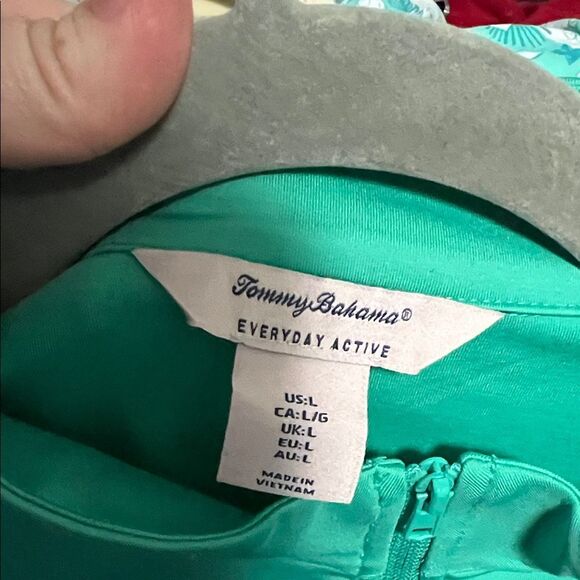 Tommy Bahama®
EVERYDAY ACTIVE
US:L
CA:L/G
UK:L
EU:L
AU:L
MADE IN
VIETNAM